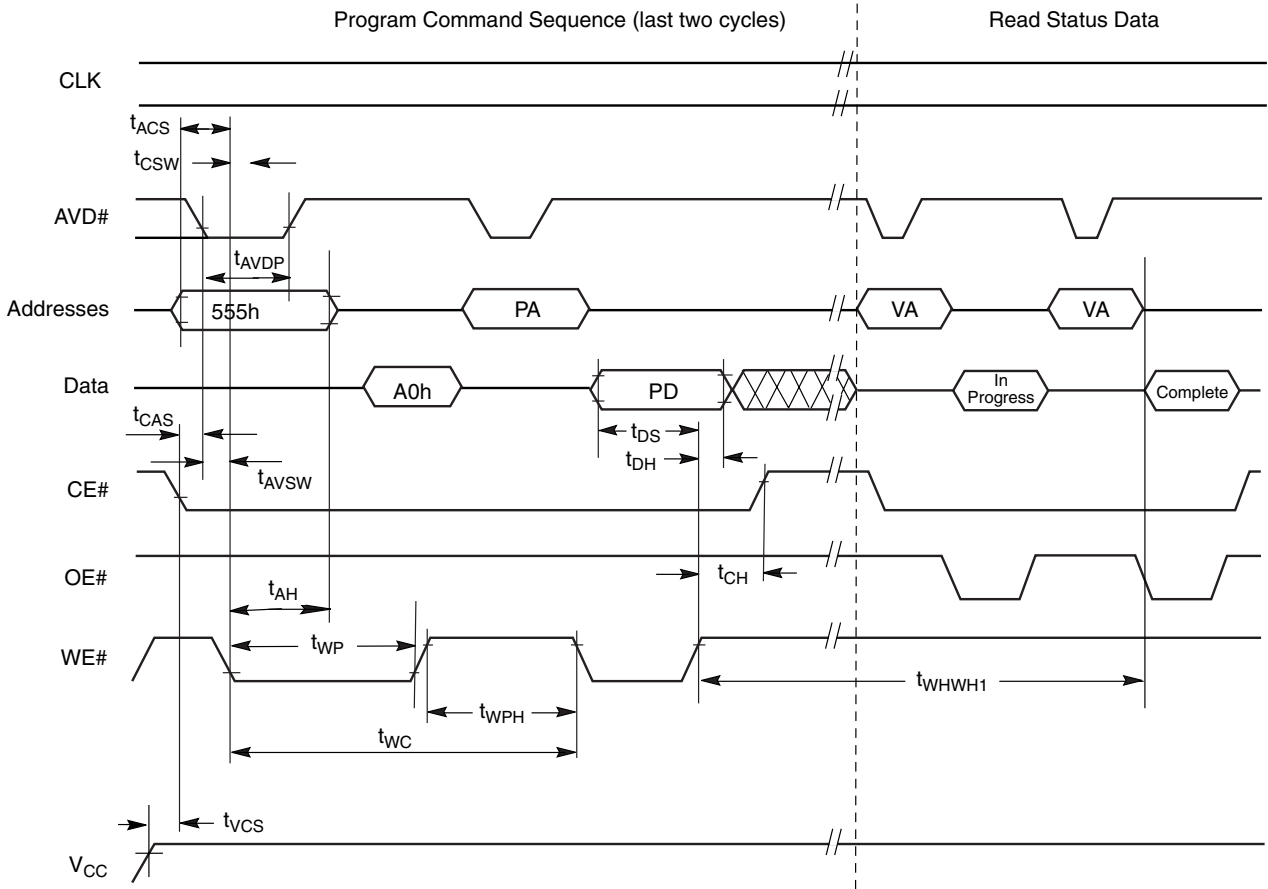 Program Command Sequence (last two cycles)
Read Status Data
CLK
tACS
tCSW
AVD#
tAVDP
Addresses
555h
PA
VA
VA
Data
A0h
PD
In
Progress
Complete
tCAS
tDS
tDH
tAVSW
CE#
OE#
tCH
tAH
WE#
tWP
tWHWH1
tWPH
tWC
tVCS
VCC